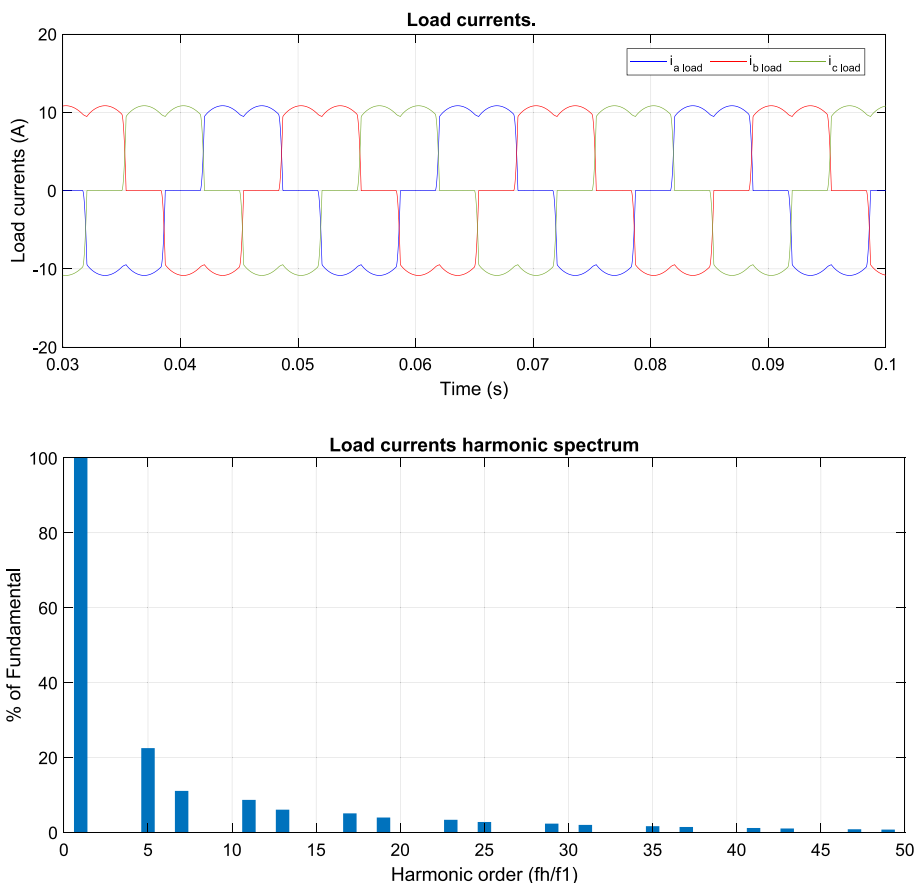 Load currents.
Load currents (A)
20
10
0
-10
-20
i a load i b load i c load
0.03 0.04 0.05 0.06 0.07 0.08 0.09 0.1
Time (s)
Load currents harmonic spectrum
% of Fundamental
100
80
60
40
20
0
0 5 10 15 20 25 30 35 40 45 50
Harmonic order (fh/f1)